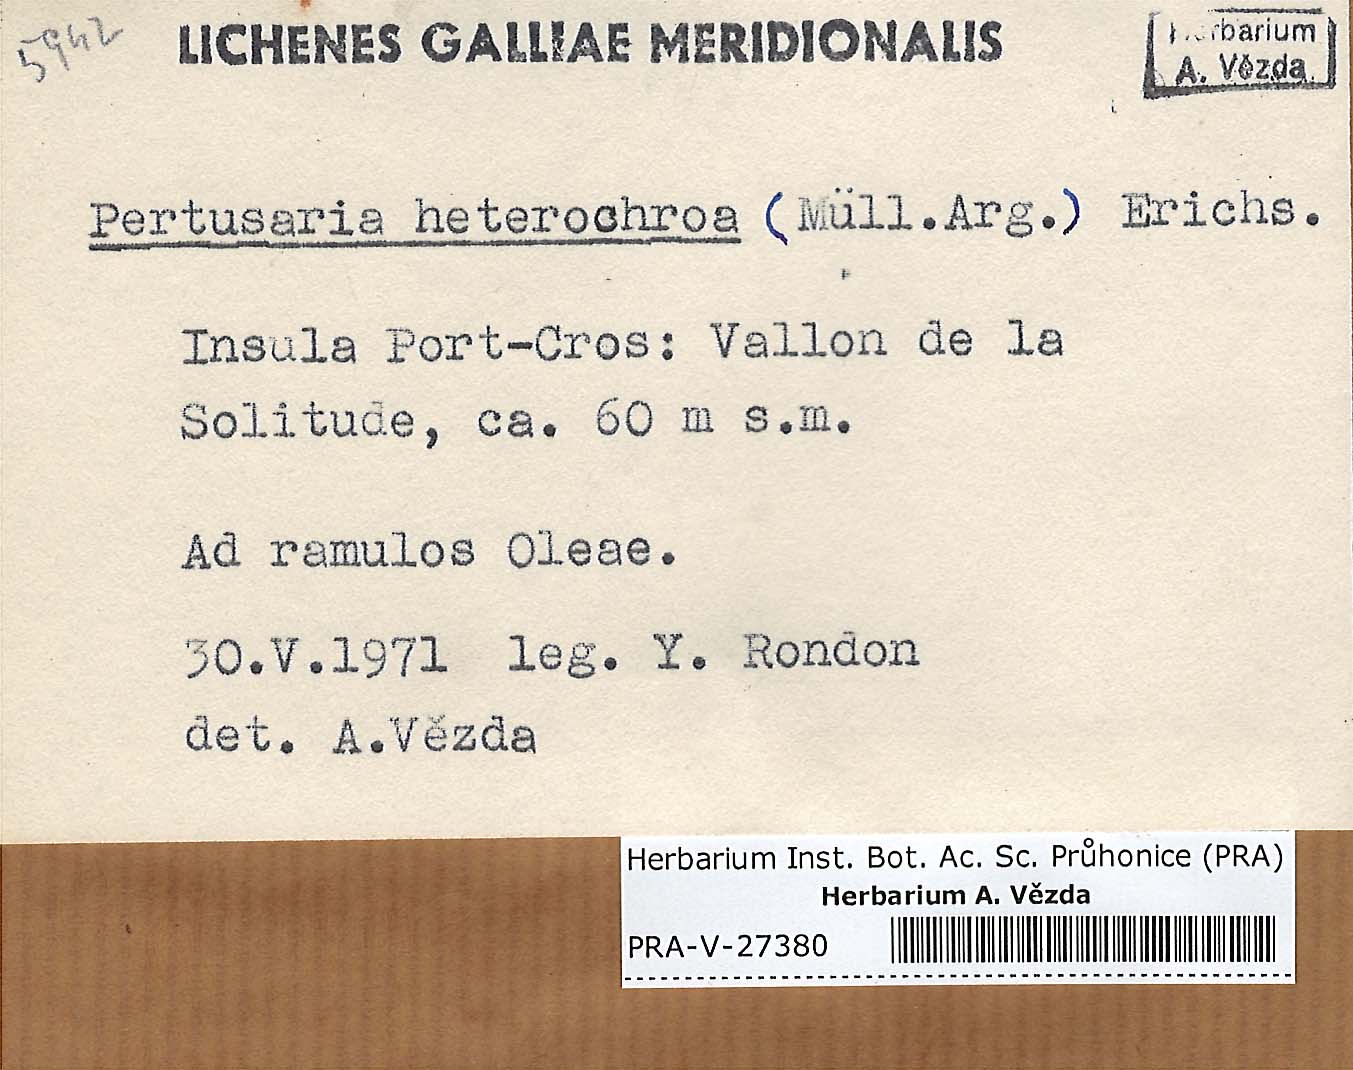 5942
LICHENES GALLIAE MERIDIONALIS
Herbarium
A. Vězda
Pertusaria heterochroa (Müll.Arg.) Erichs.
Insula Port-Cros: Vallon de la
Solitude, ca. 60 m s.m.
Ad ramulos Oleae.
30.V.1971 leg. Y. Rondon
det. A.Vězda
Herbarium Inst. Bot. Ac. Sc. Průhonice (PRA)
Herbarium A. Vězda
PRA-V-27380